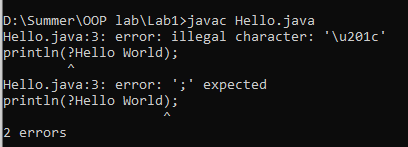 D:\Summer\OOP lab\Lab1>javac Hello.java
Hello.java:3: error: illegal character: '\u201c'
println(?Hello World);
        ^
Hello.java:3: error: ';' expected
println(?Hello World);
                    ^
2 errors